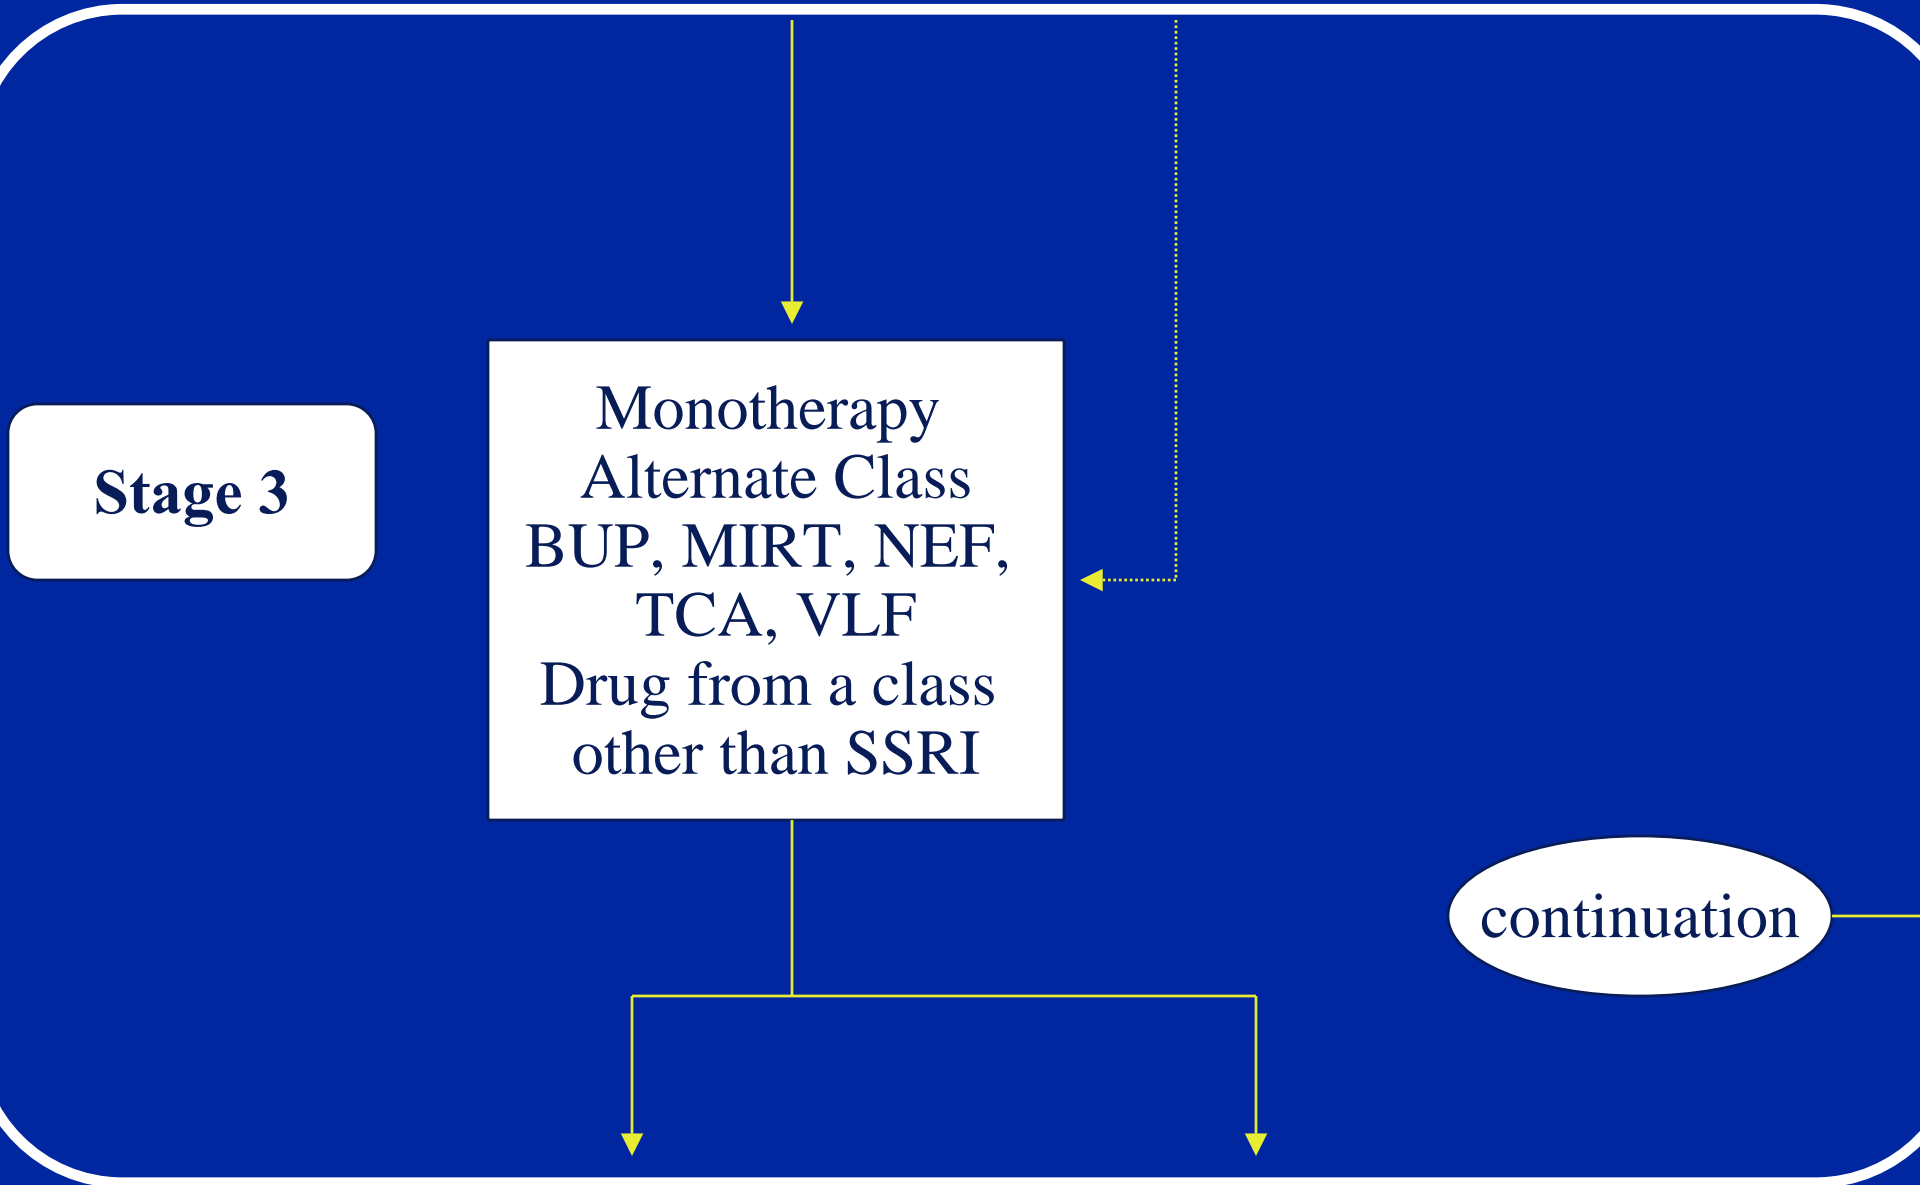 Stage 3
Monotherapy
Alternate Class
BUP, MIRT, NEF,
TCA, VLF
Drug from a class
other than SSRI
continuation